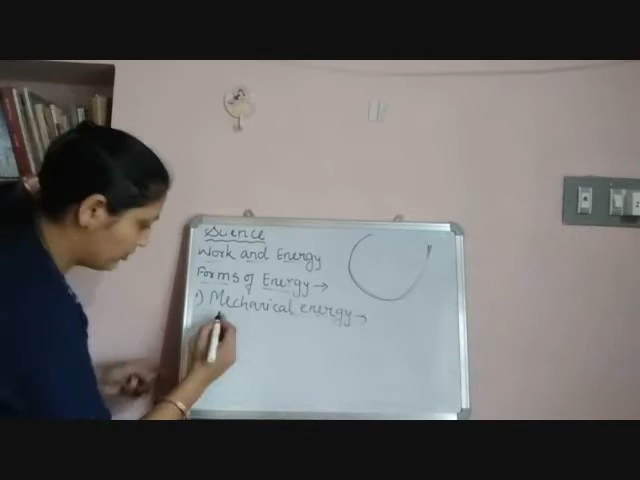 Science
Work and Energy
Forms of Energy →
1) Mechanical energy →